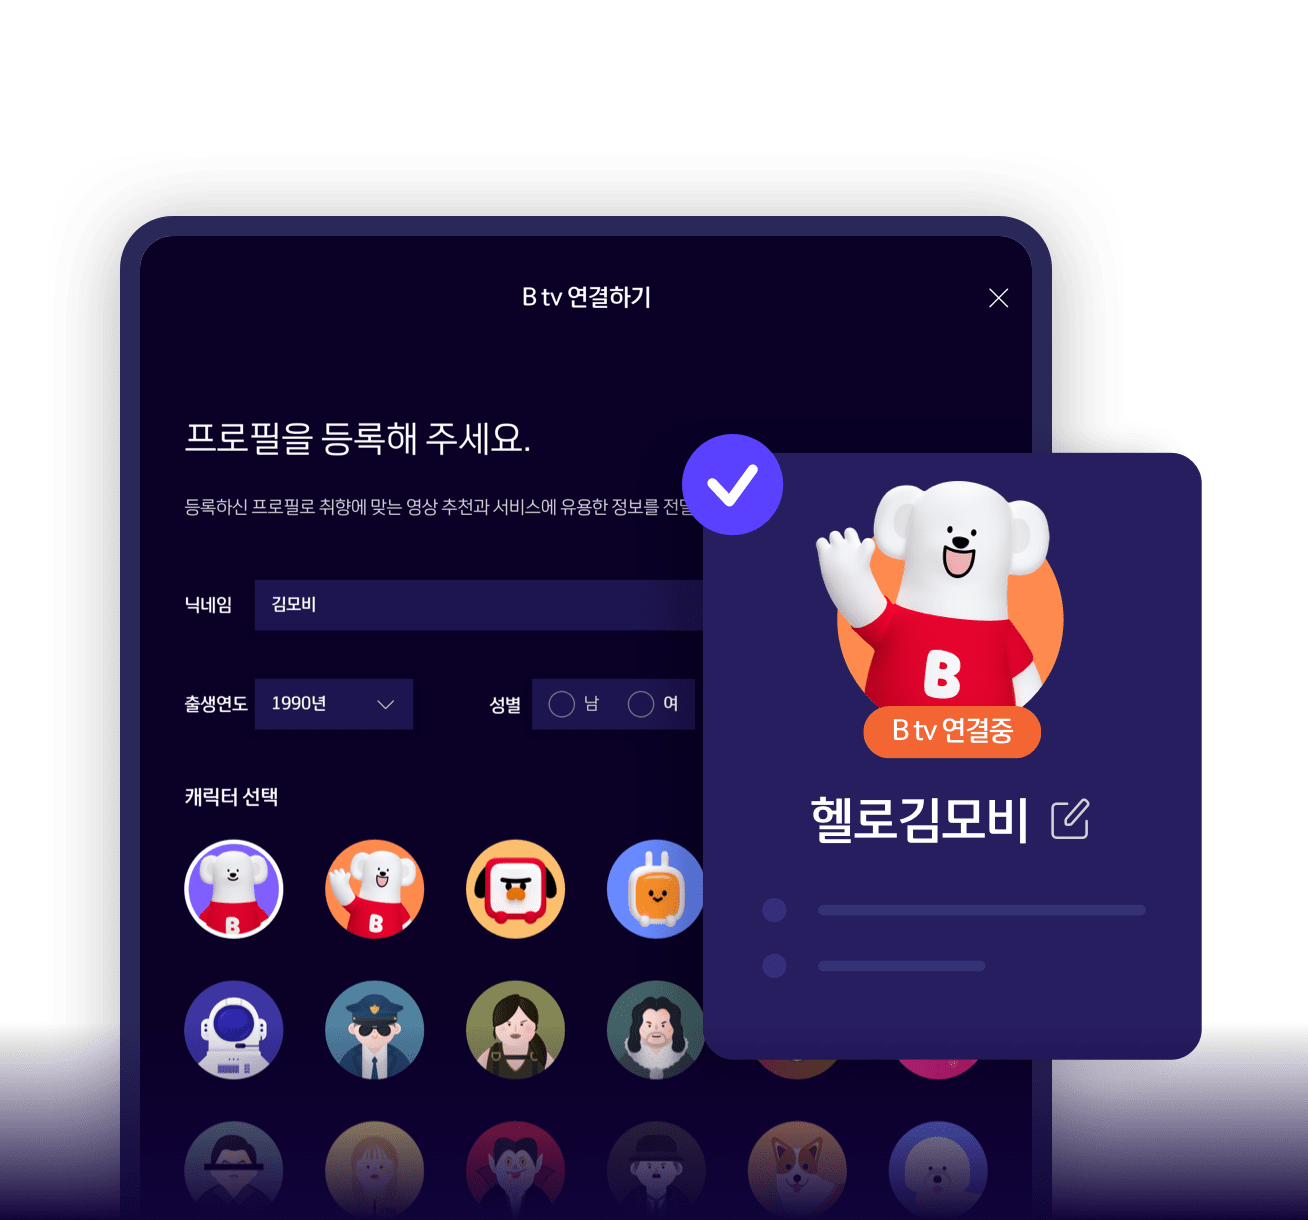 B tv 연결하기
프로필을 등록해 주세요.
등록하신 프로필로 취향에 맞는 영상 추천과 서비스에 유용한 정보를
닉네임 김모비
출생연도 1990년 성별 남 여
캐릭터 선택
B
B tv 연결중
헬로김모비
B B